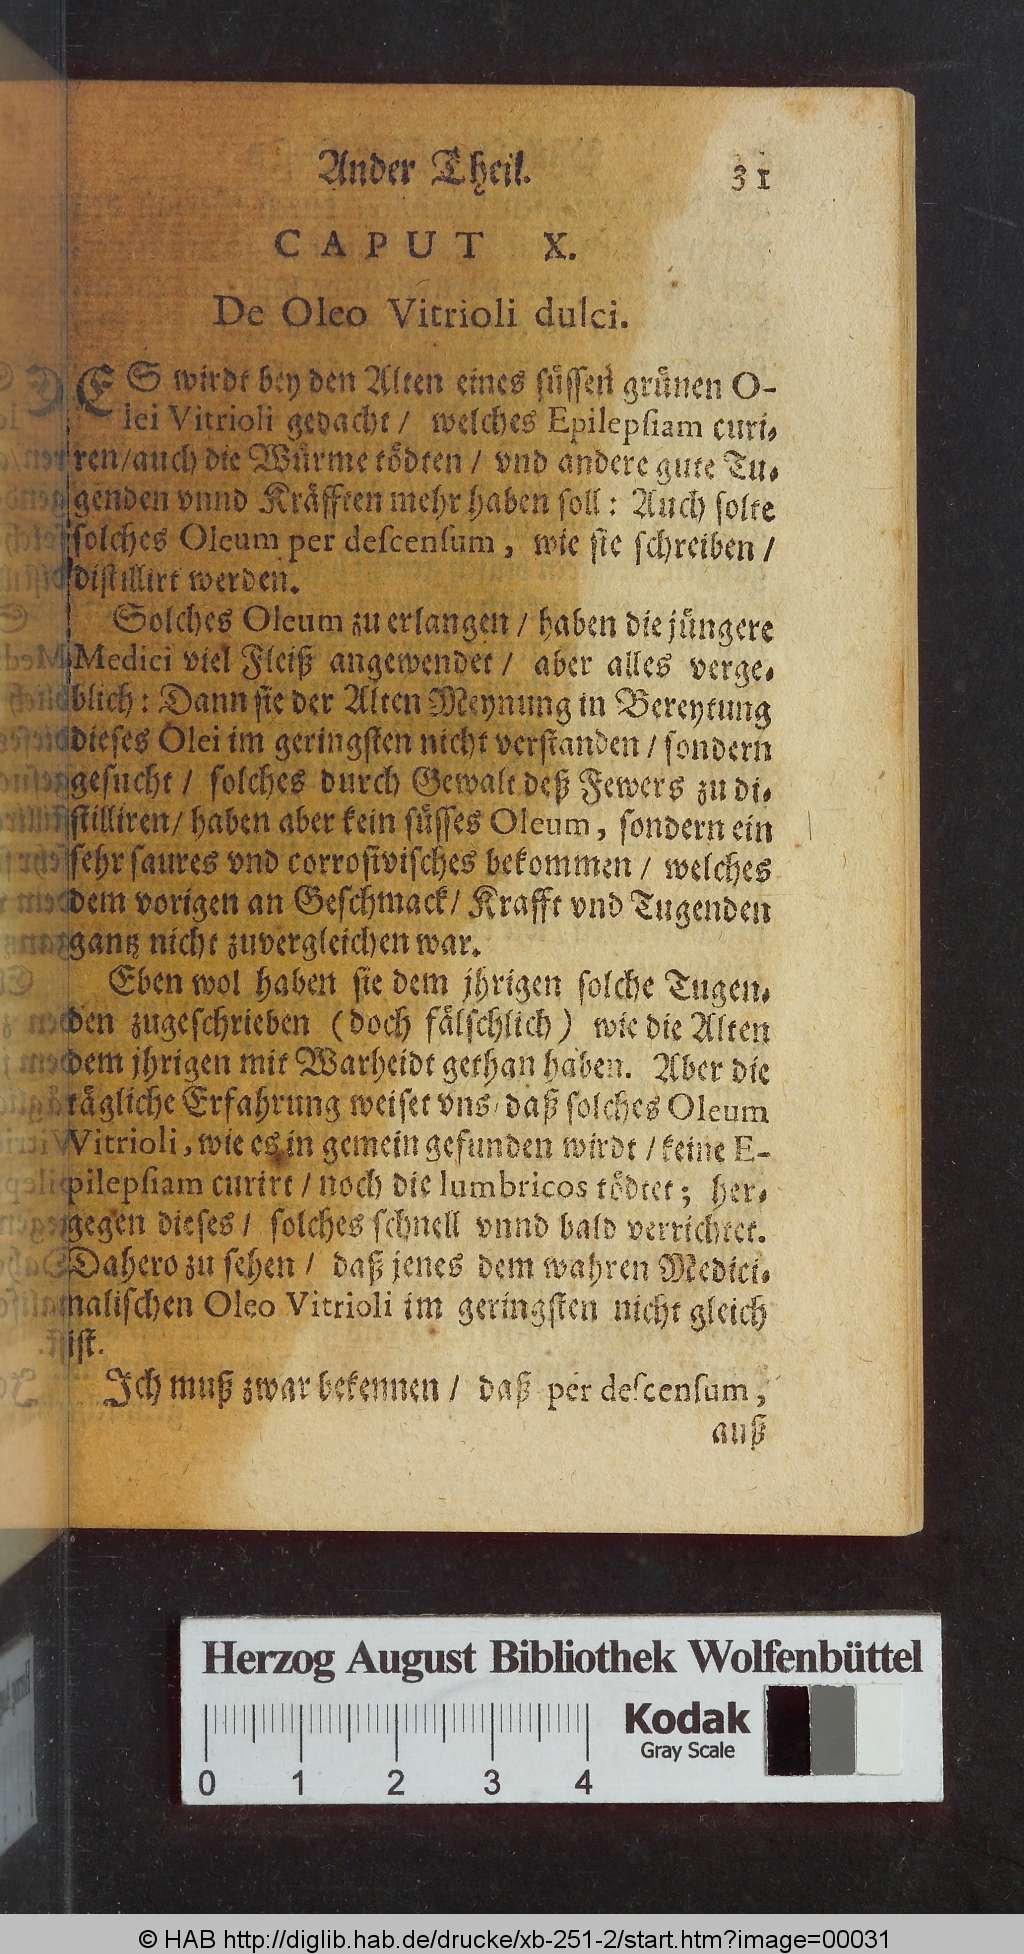 Ander Theil. 31
CAPUT X.
De Oleo Vitrioli dulci.
ES wirdt bey den Alten eines süssen grünen O-
lei Vitrioli gedacht / welches Epilepsiam curi-
ren/auch die Würme tödten / vnd andere gute Tu-
genden vnnd Kräfften mehr haben soll: Auch solte
solches Oleum per descensum, wie sie schreiben /
distillirt werden.
Solches Oleum zu erlangen / haben die jüngere
Medici viel Fleiß angewendet / aber alles verge-
blich: Dann sie der Alten Meynung in Bereytung
dieses Olei im geringsten nicht verstanden / sondern
gesucht / solches durch Gewalt deß Fewers zu di-
stilliren/ haben aber kein süsses Oleum, sondern ein
sehr saures vnd corrosivisches bekommen / welches
dem vorigen an Geschmack/ Krafft vnd Tugenden
gantz nicht zuvergleichen war.
Eben wol haben sie dem jhrigen solche Tugen-
den zugeschrieben (doch fälschlich) wie die Alten
dem jhrigen mit Warheidt gethan haben. Aber die
tägliche Erfahrung weiset vns/ daß solches Oleum
Vitrioli, wie es in gemein gefunden wirdt / keine E-
pilepsiam curirt / noch die lumbricos tödtet; her-
gegen dieses / solches schnell vnnd bald verrichtet.
Dahero zu sehen / daß jenes dem wahren Medici-
nalischen Oleo Vitrioli im geringsten nicht gleich
ist.
Ich muß zwar bekennen / daß per descensum,
auß
Herzog August Bibliothek Wolfenbüttel
Kodak
Gray Scale
0 1 2 3 4
© HAB http://diglib.hab.de/drucke/xb-251-2/start.htm?image=00031